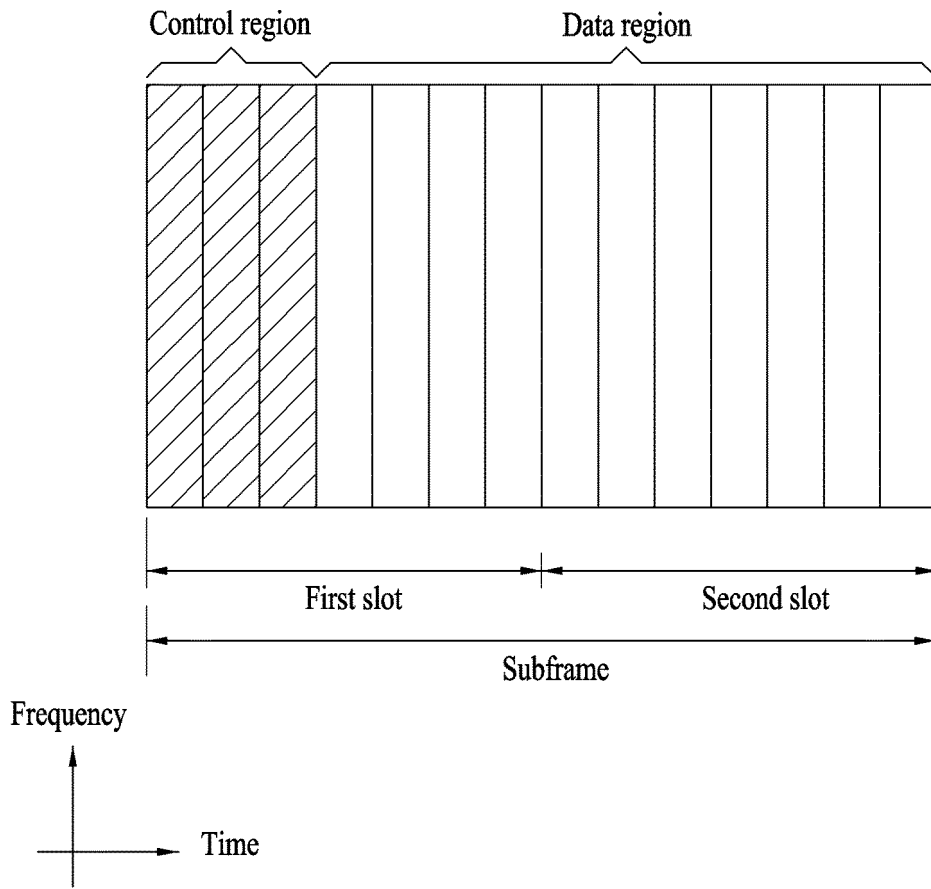 Control region
Data region
First slot
Second slot
Subframe
Frequency
Time